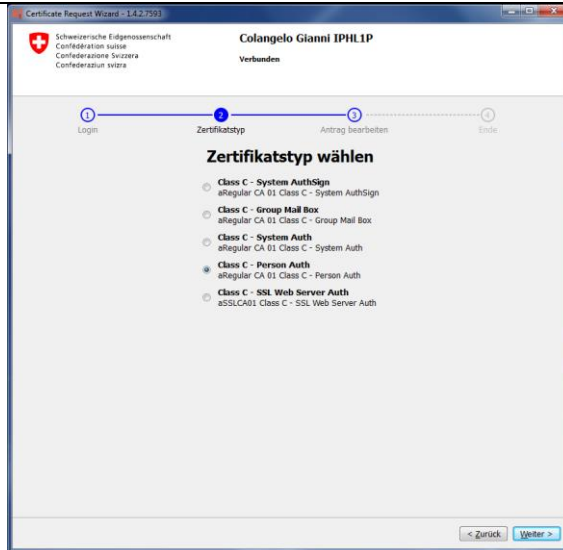 Certificate Request Wizard - 1.4.2.7593
Schweizerische Eidgenossenschaft
Confédération suisse
Confederazione Svizzera
Confederaziun svizra
Colangelo Gianni IPHL1P
Verbunden
1
2
3
4
Login
Zertifikatstyp
Antrag bearbeiten
Ende
Zertifikatstyp wählen
Class C - System AuthSign
aRegular CA 01 Class C - System AuthSign
Class C - Group Mail Box
aRegular CA 01 Class C - Group Mail Box
Class C - System Auth
aRegular CA 01 Class C - System Auth
Class C - Person Auth
aRegular CA 01 Class C - Person Auth
Class C - SSL Web Server Auth
aSSLCA01 Class C - SSL Web Server Auth
< Zurück
Weiter >